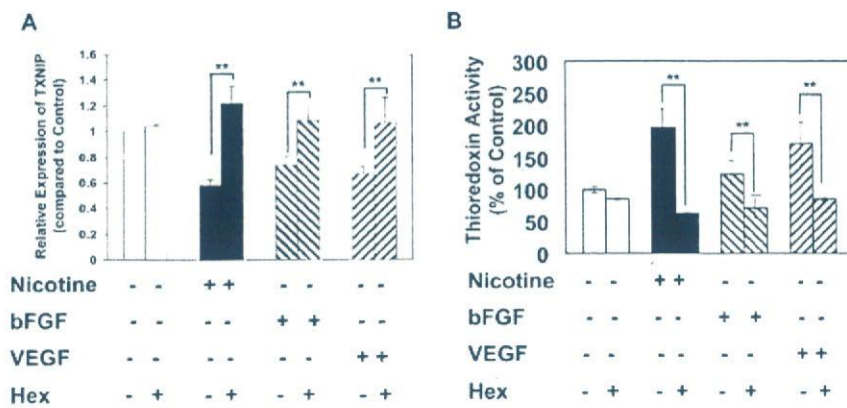 A
Relative Expression of TXNIP
(compared to Control)
1.6
1.4
1.2
1
0.8
0.6
0.4
0.2
0
**
**
**
Nicotine - - + + - - - -
bFGF - - - - + + - -
VEGF - - - - - - + +
Hex - + - + - + - +
B
Thioredoxin Activity
(% of Control)
300
250
200
150
100
50
0
**
**
**
Nicotine - - + + - - - -
bFGF - - - - + + - -
VEGF - - - - - - + +
Hex - + - + - + - +